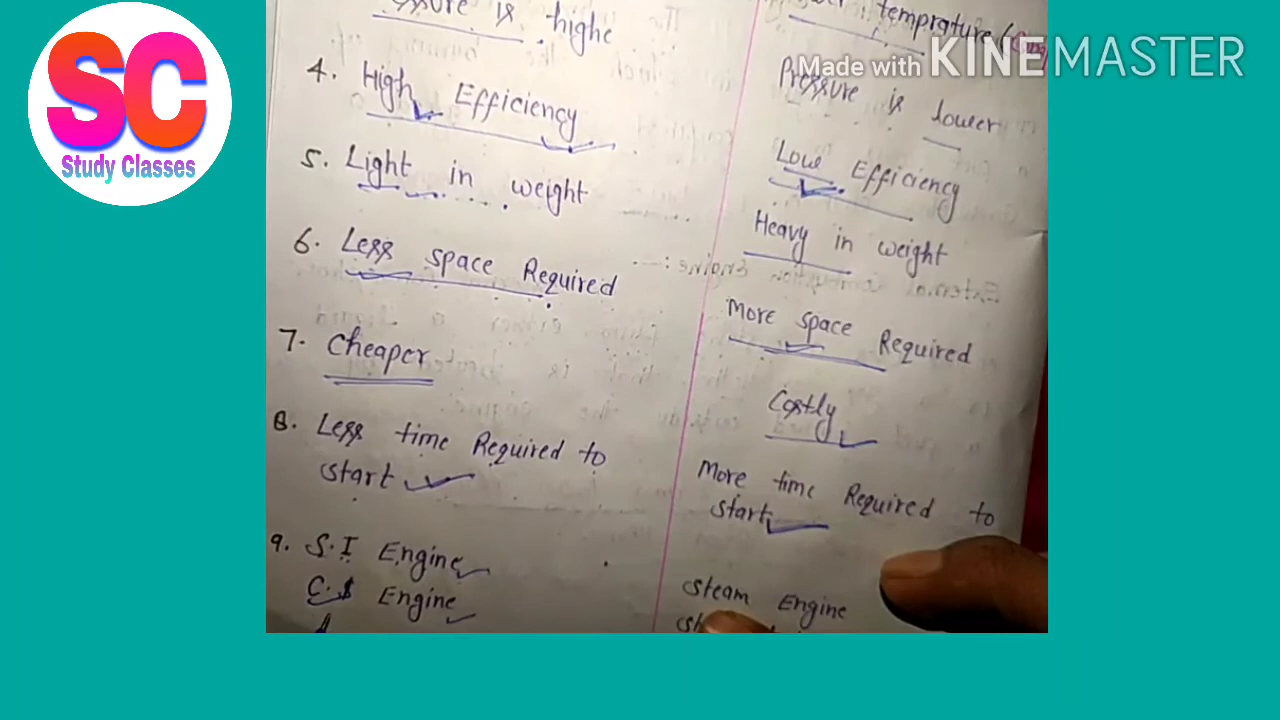 SC
Study Classes
Made with KINEMASTER
is highe
temprature
Pressure is lower
4. High Efficiency
Low Efficiency
5. Light in weight
Heavy in weight
6. Less space Required
More space Required
7. Cheaper
Costly
8. Less time Required to
start
More time Required to
start
9. S.I Engine
Steam Engine
Engine